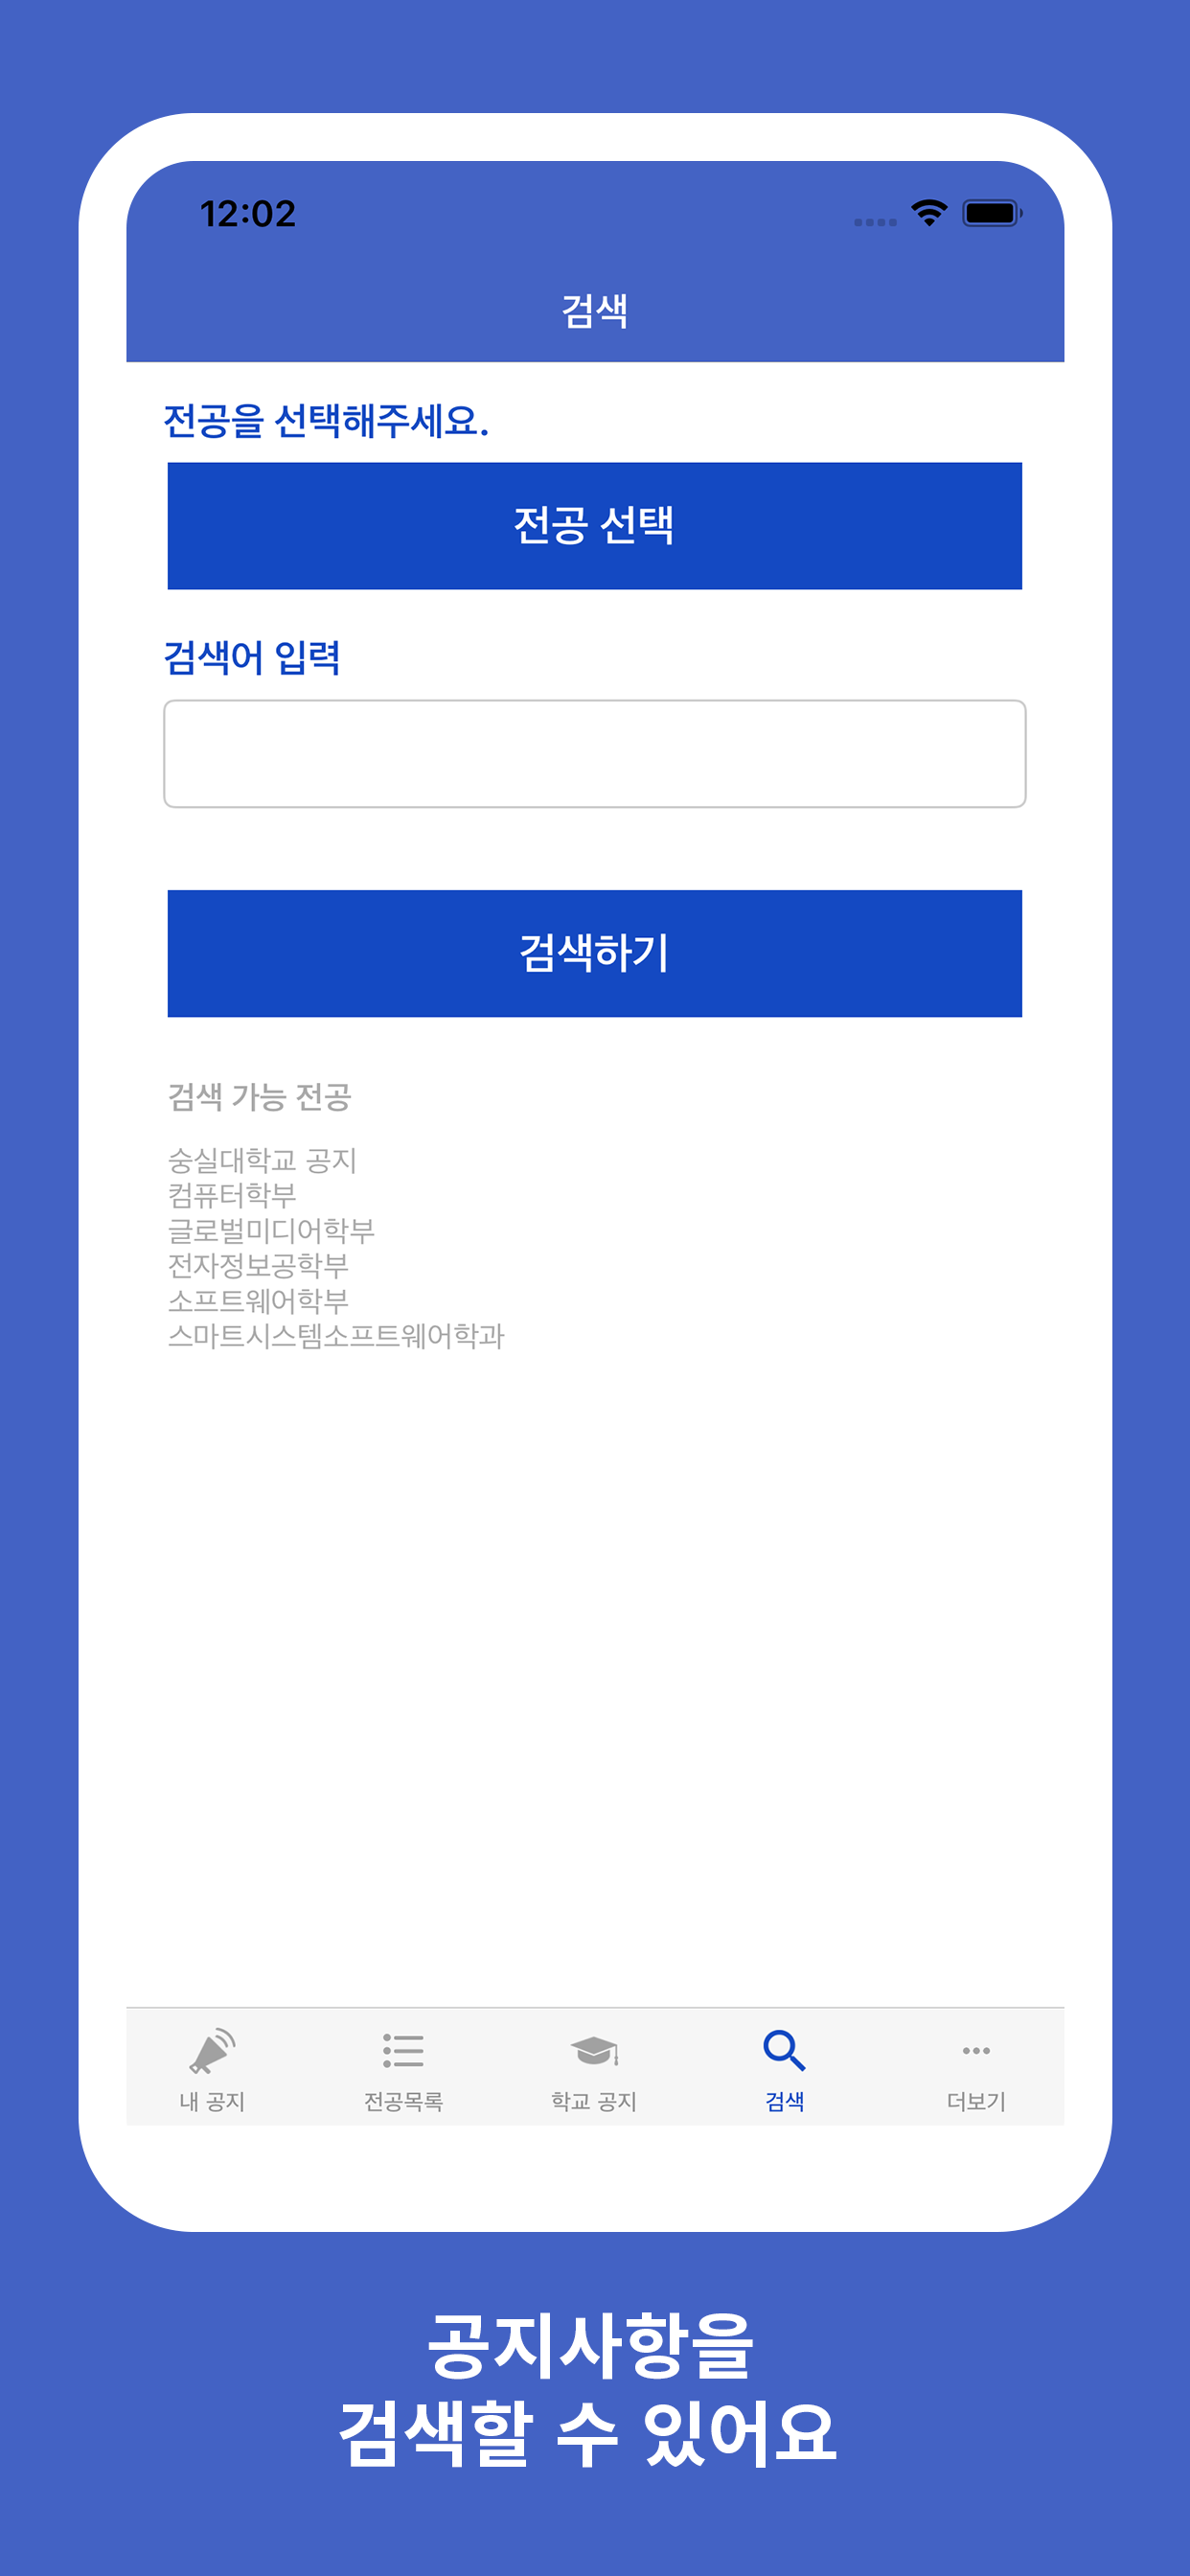 12:02
검색
전공을 선택해주세요.
전공 선택
검색어 입력
검색하기
검색 가능 전공
숭실대학교 공지
컴퓨터학부
글로벌미디어학부
전자정보공학부
소프트웨어학부
스마트시스템소프트웨어학과
내 공지
전공목록
학교 공지
검색
더보기
공지사항을
검색할 수 있어요